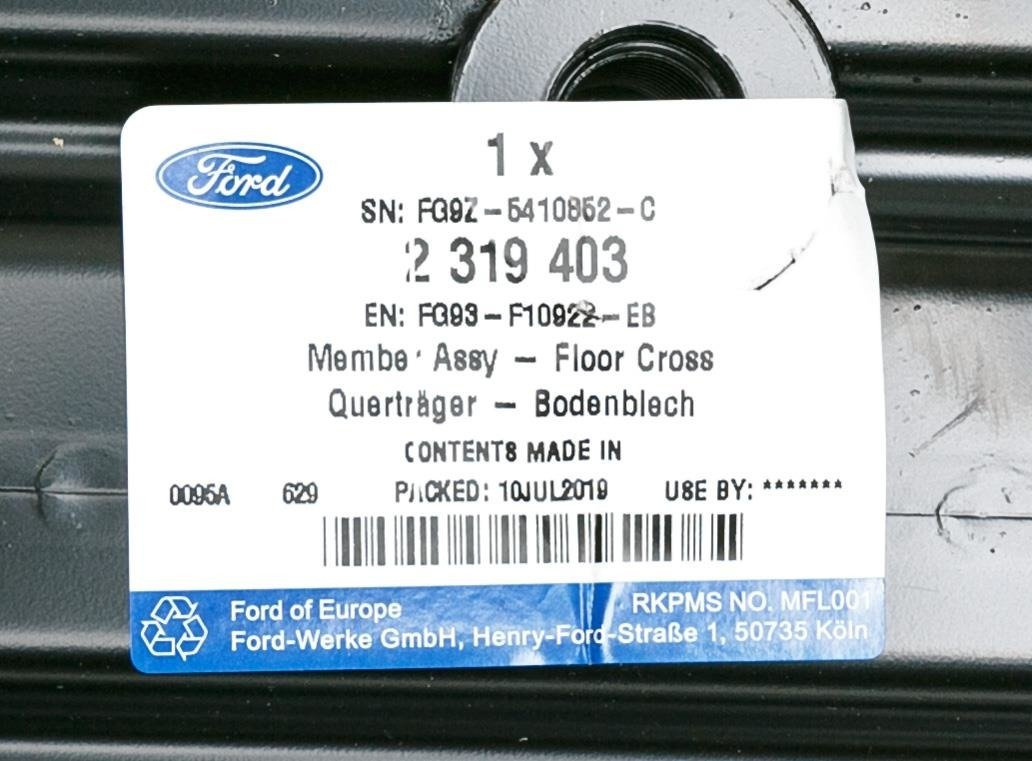 Ford
1 x
SN: FG9Z-5410852-C
2 319 403
EN: FG93-F10922-EB
Membe Assy - Floor Cross
Querträger - Bodenblech
CONTENTS MADE IN
0095A 629 PACKED: 10JUL2019 USE BY: *******
Ford of Europe RKPMS NO. MFL001
Ford-Werke GmbH, Henry-Ford-Straße 1, 50735 Köln